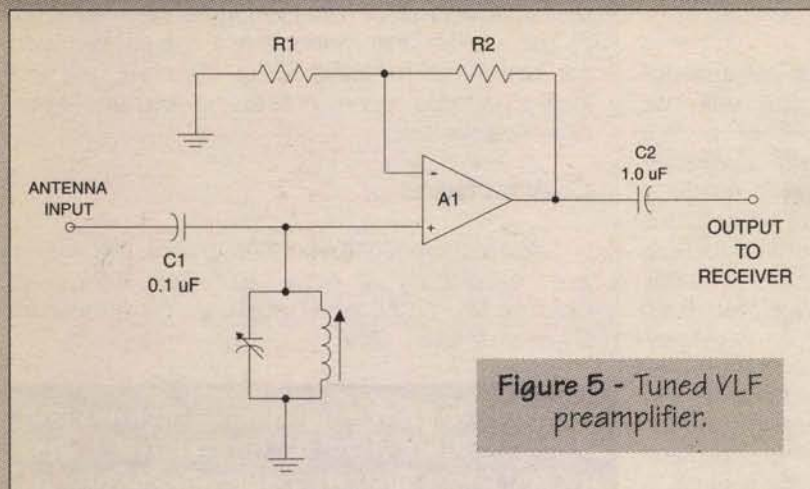 R1
R2
ANTENNA
INPUT
C1
0.1 uF
-
A1
+
C2
1.0 uF
OUTPUT
TO
RECEIVER
Figure 5 - Tuned VLF
preamplifier.